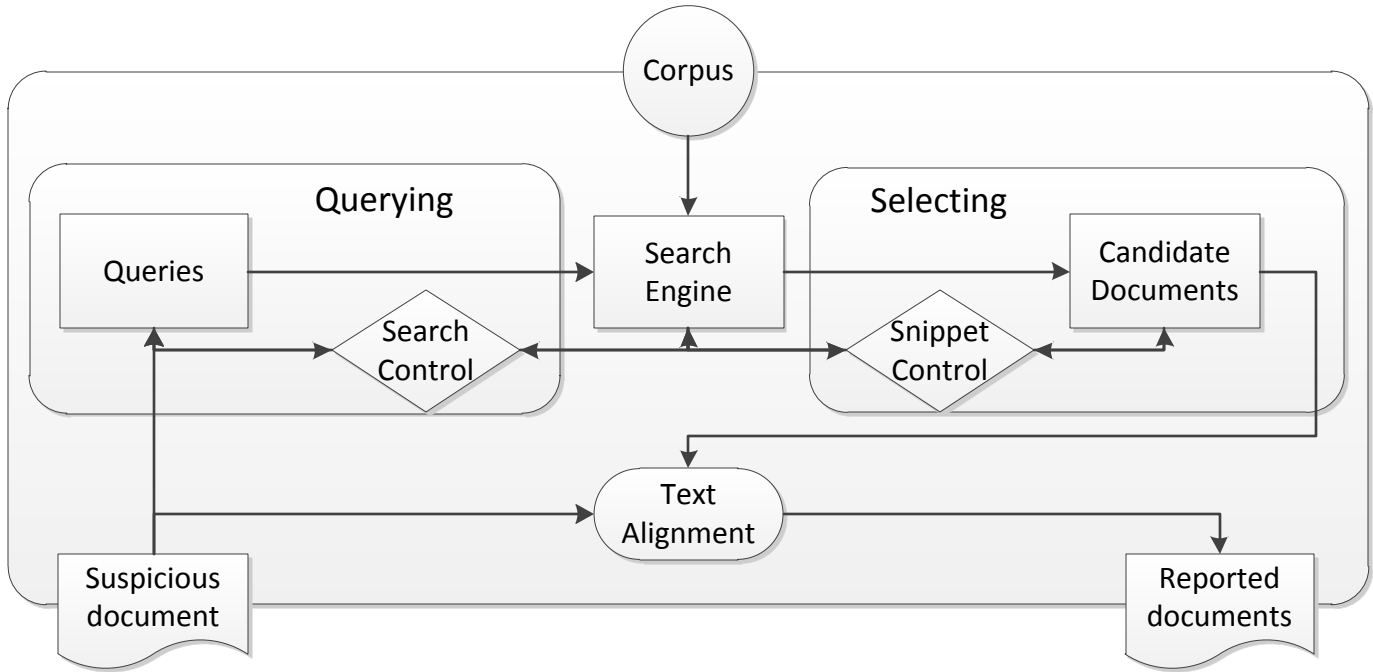 Corpus
Querying
Selecting
Queries
Search
Engine
Candidate
Documents
Search
Control
Snippet
Control
Text
Alignment
Suspicious
document
Reported
documents